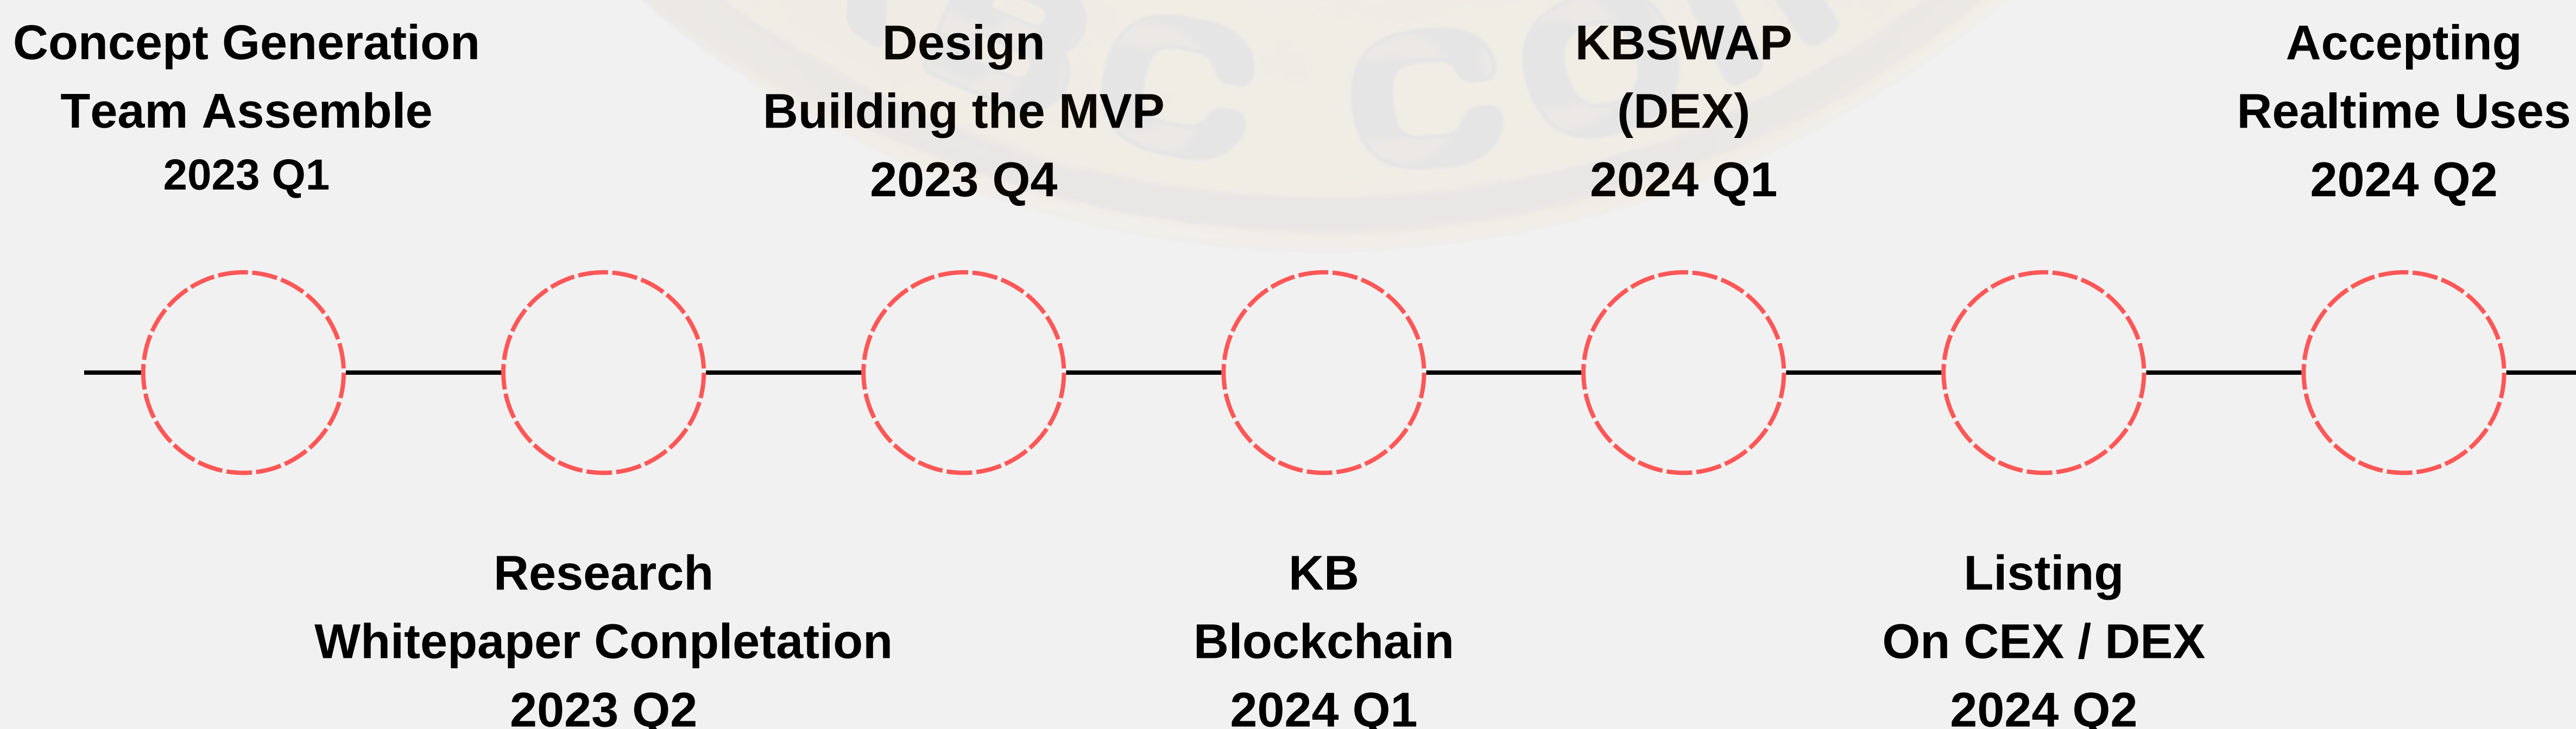 Concept Generation
Team Assemble
2023 Q1
Research
Whitepaper Conpletation
2023 Q2
Design
Building the MVP
2023 Q4
KB
Blockchain
2024 Q1
KBSWAP
(DEX)
2024 Q1
Listing
On CEX / DEX
2024 Q2
Accepting
Realtime Uses
2024 Q2